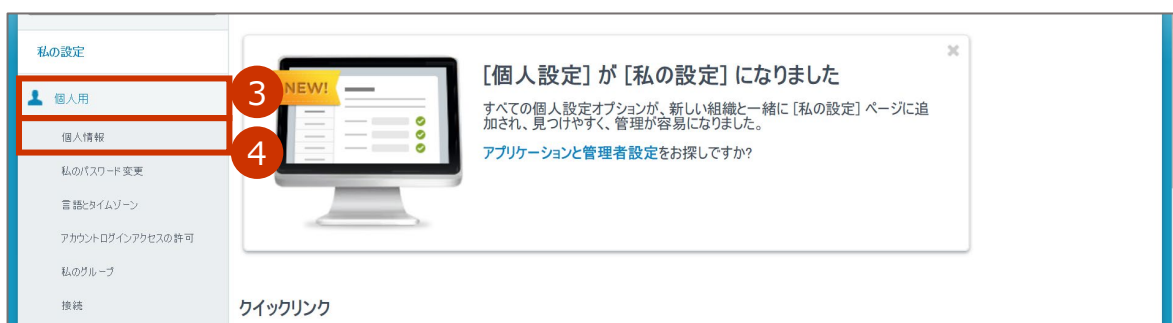 私の設定
個人用
3
個人情報
4
私のパスワード変更
言語とタイムゾーン
アカウントログインアクセスの許可
私のグループ
接続
NEW!
[個人設定] が [私の設定] になりました
すべての個人設定オプションが、新しい組織と一緒に [私の設定] ページに追
加され、見つけやすく、管理が容易になりました。
アプリケーションと管理者設定をお探しですか?
クイックリンク